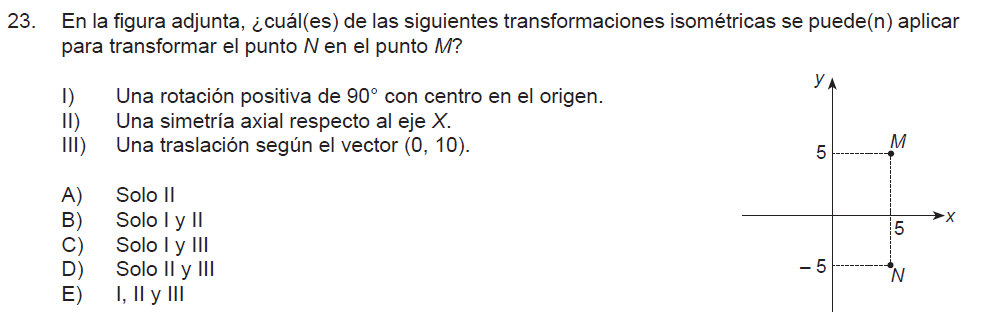 23. En la figura adjunta, ¿cuál(es) de las siguientes transformaciones isométricas se puede(n) aplicar
para transformar el punto N en el punto M?
I) Una rotación positiva de 90° con centro en el origen.
II) Una simetría axial respecto al eje X.
III) Una traslación según el vector (0, 10).
A) Solo II
B) Solo I y II
C) Solo I y III
D) Solo II y III
E) I, II y III
y
M
5
x
5
– 5
N